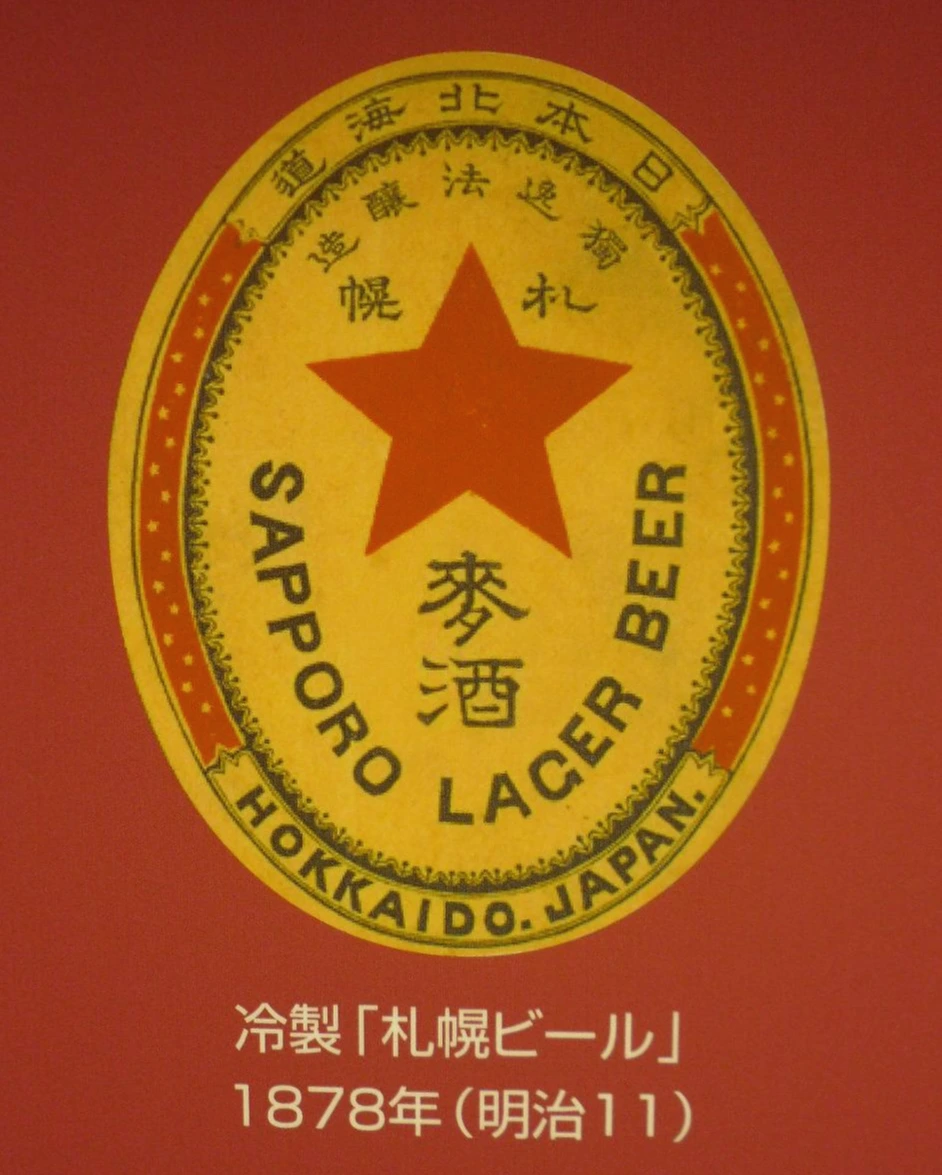 日本北海道
獨逸法釀造
札幌
麥
酒
SAPPORO LAGER BEER
HOKKAIDO. JAPAN.
冷製「札幌ビール」
1878年(明治11)